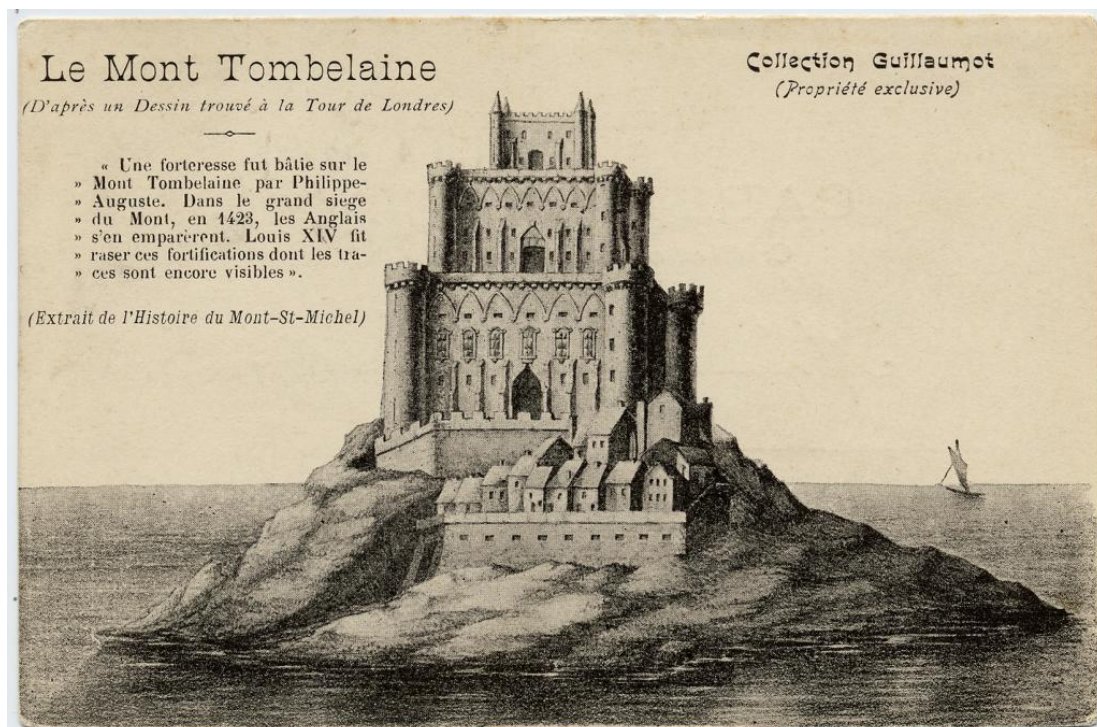 Le Mont Tombelaine
(D'après un Dessin trouvé à la Tour de Londres)
« Une forteresse fut bâtie sur le
» Mont Tombelaine par Philippe-
» Auguste. Dans le grand siege
» du Mont, en 1423, les Anglais
» s'en emparèrent. Louis XIV fit
» raser ces fortifications dont les tra-
» ces sont encore visibles ».
(Extrait de l'Histoire du Mont-St-Michel)
Collection Guillaumot
(Propriété exclusive)